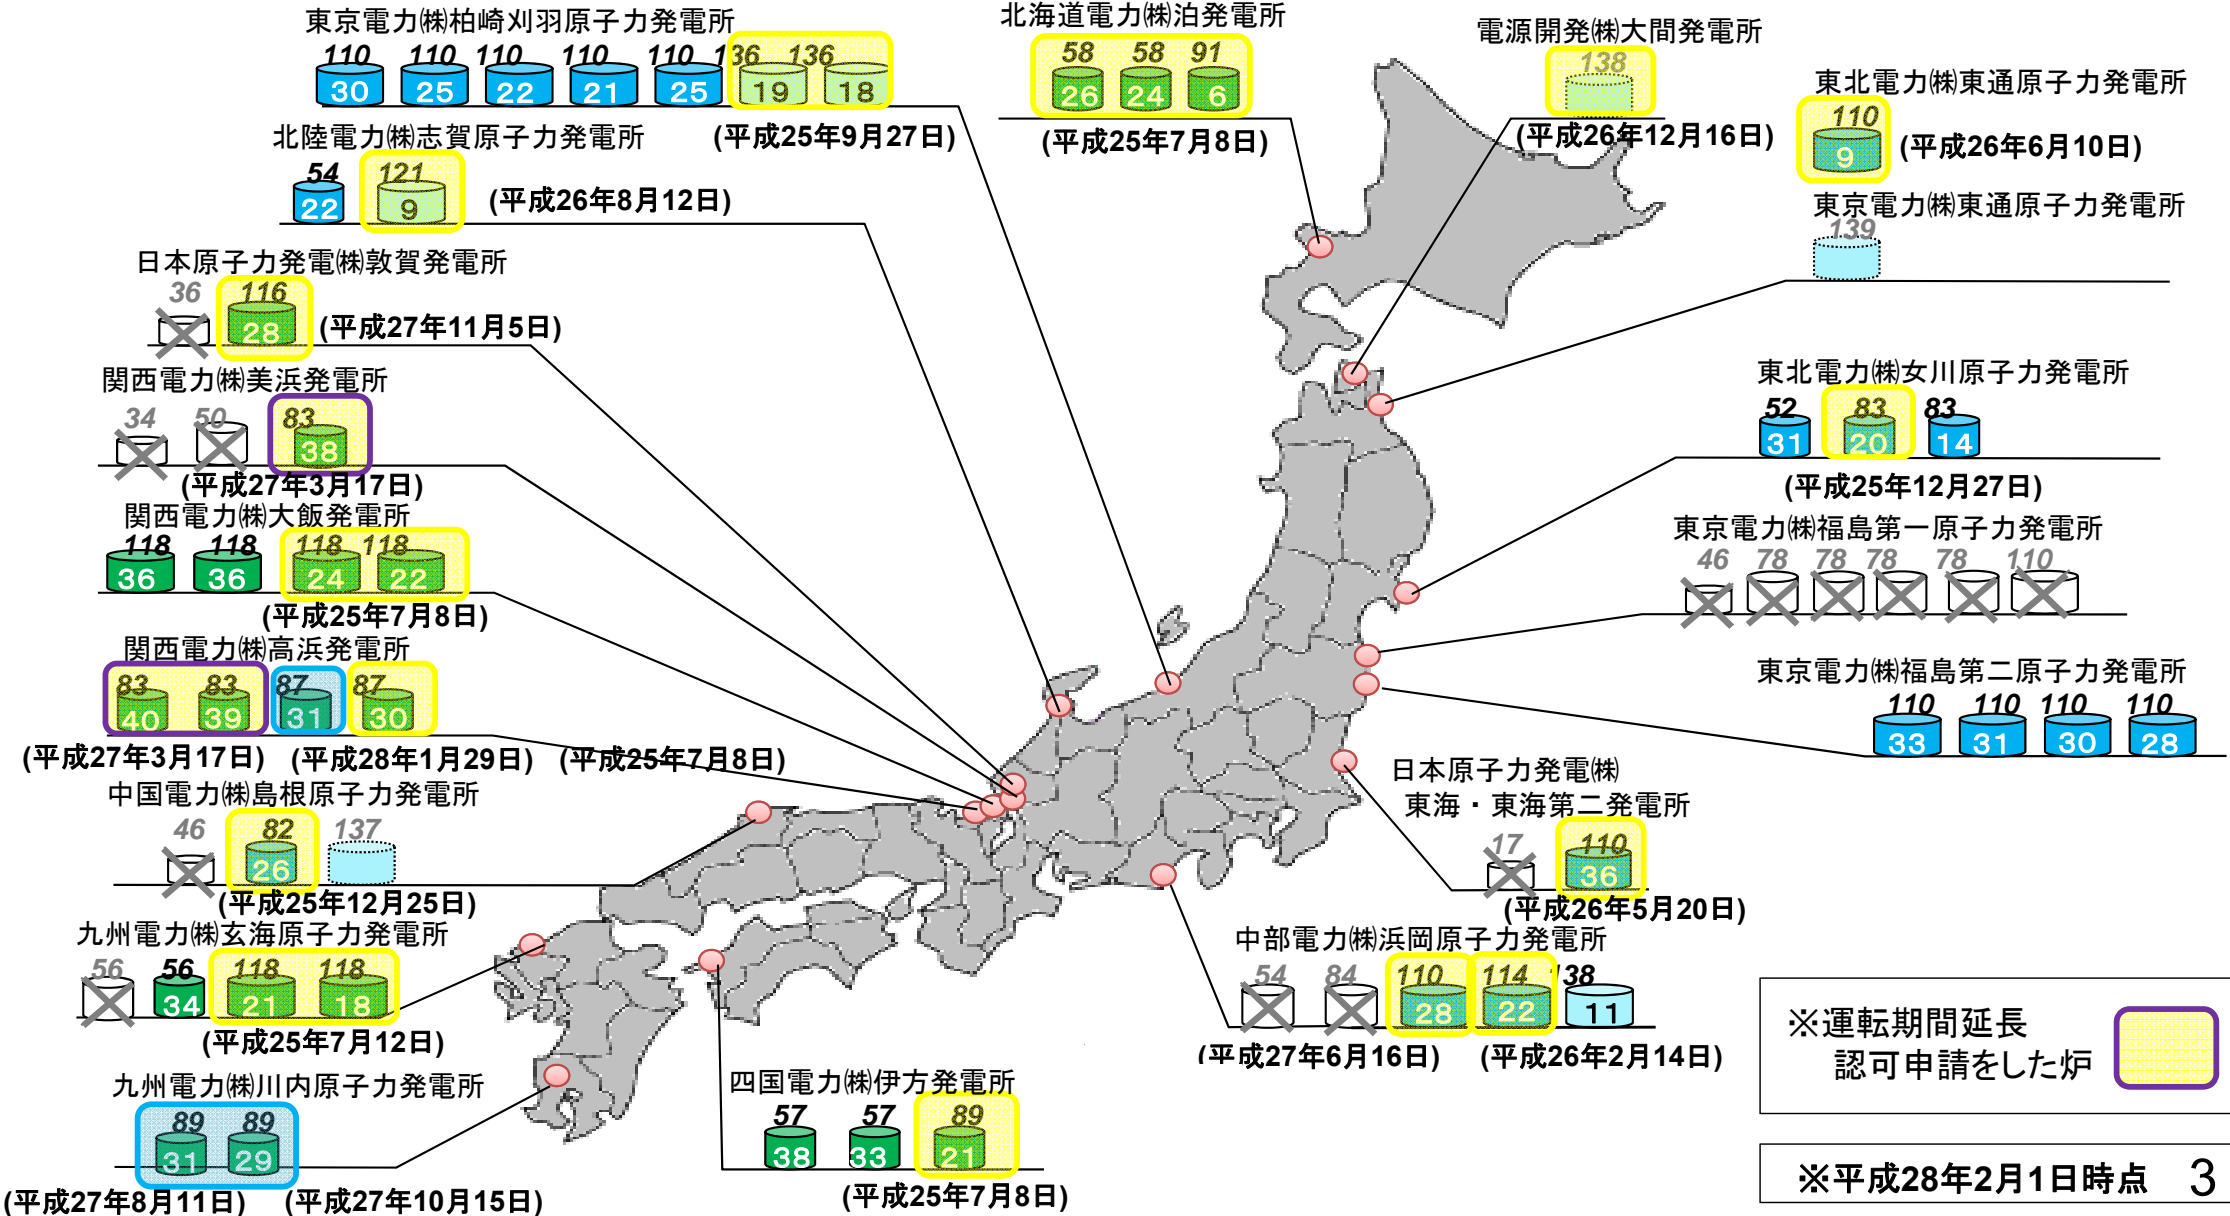 東京電力㈱柏崎刈羽原子力発電所
110 110 110 110 110 136 136
30 25 22 21 25 19 18
(平成25年9月27日)
北陸電力㈱志賀原子力発電所
54 121
22 9
(平成26年8月12日)
日本原子力発電㈱敦賀発電所
36 116
28
(平成27年11月5日)
関西電力㈱美浜発電所
34 50 83
38
(平成27年3月17日)
関西電力㈱大飯発電所
118 118 118 118
36 36 24 22
(平成25年7月8日)
関西電力㈱高浜発電所
83 83 87 87
40 39 31 30
(平成27年3月17日) (平成28年1月29日) (平成25年7月8日)
中国電力㈱島根原子力発電所
46 82 137
26
(平成25年12月25日)
九州電力㈱玄海原子力発電所
56 56 118 118
34 21 18
(平成25年7月12日)
九州電力㈱川内原子力発電所
89 89
31 29
(平成27年8月11日) (平成27年10月15日)
北海道電力㈱泊発電所
58 58 91
26 24 6
(平成25年7月8日)
電源開発㈱大間発電所
138
(平成26年12月16日)
東北電力㈱東通原子力発電所
110
9
(平成26年6月10日)
東京電力㈱東通原子力発電所
139
東北電力㈱女川原子力発電所
52 83 83
31 20 14
(平成25年12月27日)
東京電力㈱福島第一原子力発電所
46 78 78 78 78 110
東京電力㈱福島第二原子力発電所
110 110 110 110
33 31 30 28
日本原子力発電㈱
東海・東海第二発電所
17 110
36
(平成26年5月20日)
中部電力㈱浜岡原子力発電所
54 84 110 114 138
28 22 11
(平成27年6月16日) (平成26年2月14日)
四国電力㈱伊方発電所
57 57 89
38 33 21
(平成25年7月8日)
※運転期間延長
認可申請をした炉
※平成28年2月1日時点 3